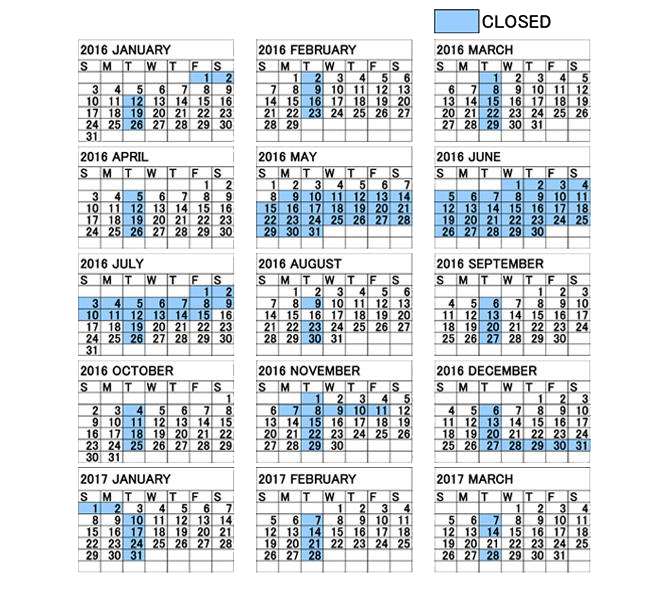 CLOSED
2016 JANUARY
S M T W T F S
1 2
3 4 5 6 7 8 9
10 11 12 13 14 15 16
17 18 19 20 21 22 23
24 25 26 27 28 29 30
31
2016 FEBRUARY
S M T W T F S
1 2 3 4 5 6
7 8 9 10 11 12 13
14 15 16 17 18 19 20
21 22 23 24 25 26 27
28 29
2016 MARCH
S M T W T F S
1 2 3 4 5
6 7 8 9 10 11 12
13 14 15 16 17 18 19
20 21 22 23 24 25 26
27 28 29 30 31
2016 APRIL
S M T W T F S
1 2
3 4 5 6 7 8 9
10 11 12 13 14 15 16
17 18 19 20 21 22 23
24 25 26 27 28 29 30
2016 MAY
S M T W T F S
1 2 3 4 5 6 7
8 9 10 11 12 13 14
15 16 17 18 19 20 21
22 23 24 25 26 27 28
29 30 31
2016 JUNE
S M T W T F S
1 2 3 4
5 6 7 8 9 10 11
12 13 14 15 16 17 18
19 20 21 22 23 24 25
26 27 28 29 30
2016 JULY
S M T W T F S
1 2
3 4 5 6 7 8 9
10 11 12 13 14 15 16
17 18 19 20 21 22 23
24 25 26 27 28 29 30
31
2016 AUGUST
S M T W T F S
1 2 3 4 5 6
7 8 9 10 11 12 13
14 15 16 17 18 19 20
21 22 23 24 25 26 27
28 29 30 31
2016 SEPTEMBER
S M T W T F S
1 2 3
4 5 6 7 8 9 10
11 12 13 14 15 16 17
18 19 20 21 22 23 24
25 26 27 28 29 30
2016 OCTOBER
S M T W T F S
1
2 3 4 5 6 7 8
9 10 11 12 13 14 15
16 17 18 19 20 21 22
23 24 25 26 27 28 29
30 31
2016 NOVEMBER
S M T W T F S
1 2 3 4 5
6 7 8 9 10 11 12
13 14 15 16 17 18 19
20 21 22 23 24 25 26
27 28 29 30
2016 DECEMBER
S M T W T F S
1 2 3
4 5 6 7 8 9 10
11 12 13 14 15 16 17
18 19 20 21 22 23 24
25 26 27 28 29 30 31
2017 JANUARY
S M T W T F S
1 2 3 4 5 6 7
8 9 10 11 12 13 14
15 16 17 18 19 20 21
22 23 24 25 26 27 28
29 30 31
2017 FEBRUARY
S M T W T F S
1 2 3 4
5 6 7 8 9 10 11
12 13 14 15 16 17 18
19 20 21 22 23 24 25
26 27 28
2017 MARCH
S M T W T F S
1 2 3 4
5 6 7 8 9 10 11
12 13 14 15 16 17 18
19 20 21 22 23 24 25
26 27 28 29 30 31